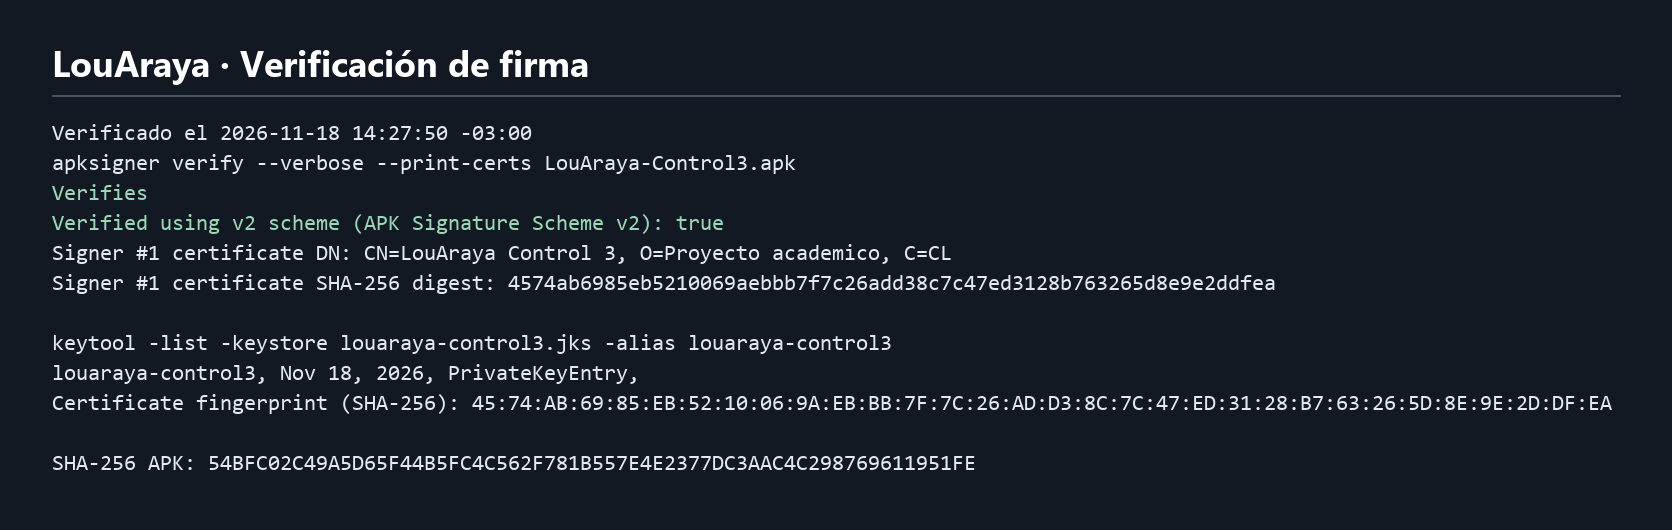 LouAraya · Verificación de firma
Verificado el 2026-11-18 14:27:50 -03:00
apksigner verify --verbose --print-certs LouAraya-Control3.apk
Verifies
Verified using v2 scheme (APK Signature Scheme v2): true
Signer #1 certificate DN: CN=LouAraya Control 3, O=Proyecto academico, C=CL
Signer #1 certificate SHA-256 digest: 4574ab6985eb5210069aebbb7f7c26add38c7c47ed3128b763265d8e9e2ddfea
keytool -list -keystore louaraya-control3.jks -alias louaraya-control3
louaraya-control3, Nov 18, 2026, PrivateKeyEntry,
Certificate fingerprint (SHA-256): 45:74:AB:69:85:EB:52:10:06:9A:EB:BB:7F:7C:26:AD:D3:8C:7C:47:ED:31:28:B7:63:26:5D:8E:9E:2D:DF:EA
SHA-256 APK: 54BFC02C49A5D65F44B5FC4C562F781B557E4E2377DC3AAC4C298769611951FE